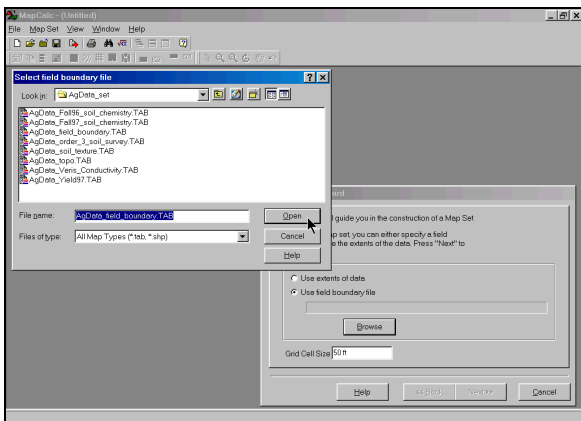 MapCalc - (Untitled)
File Map Set View Window Help
Select field boundary file
Look in: AgData_set
AgData_Fall96_soil_chemistry.TAB
AgData_Fall97_soil_chemistry.TAB
AgData_field_boundary.TAB
AgData_order_3_soil_survey.TAB
AgData_soil_texture.TAB
AgData_topo.TAB
AgData_Veris_Conductivity.TAB
AgData_Yield97.TAB
File name: AgData_field_boundary.TAB Open
Files of type: All Map Types (*.tab, *.shp) Cancel
Help
ard
l guide you in the construction of a Map Set
p set, you can either specify a field
e the extents of the data. Press "Next" to
Use extents of data
Use field boundary file
Browse
Grid Cell Size 50 ft
Help << Back Next >> Cancel